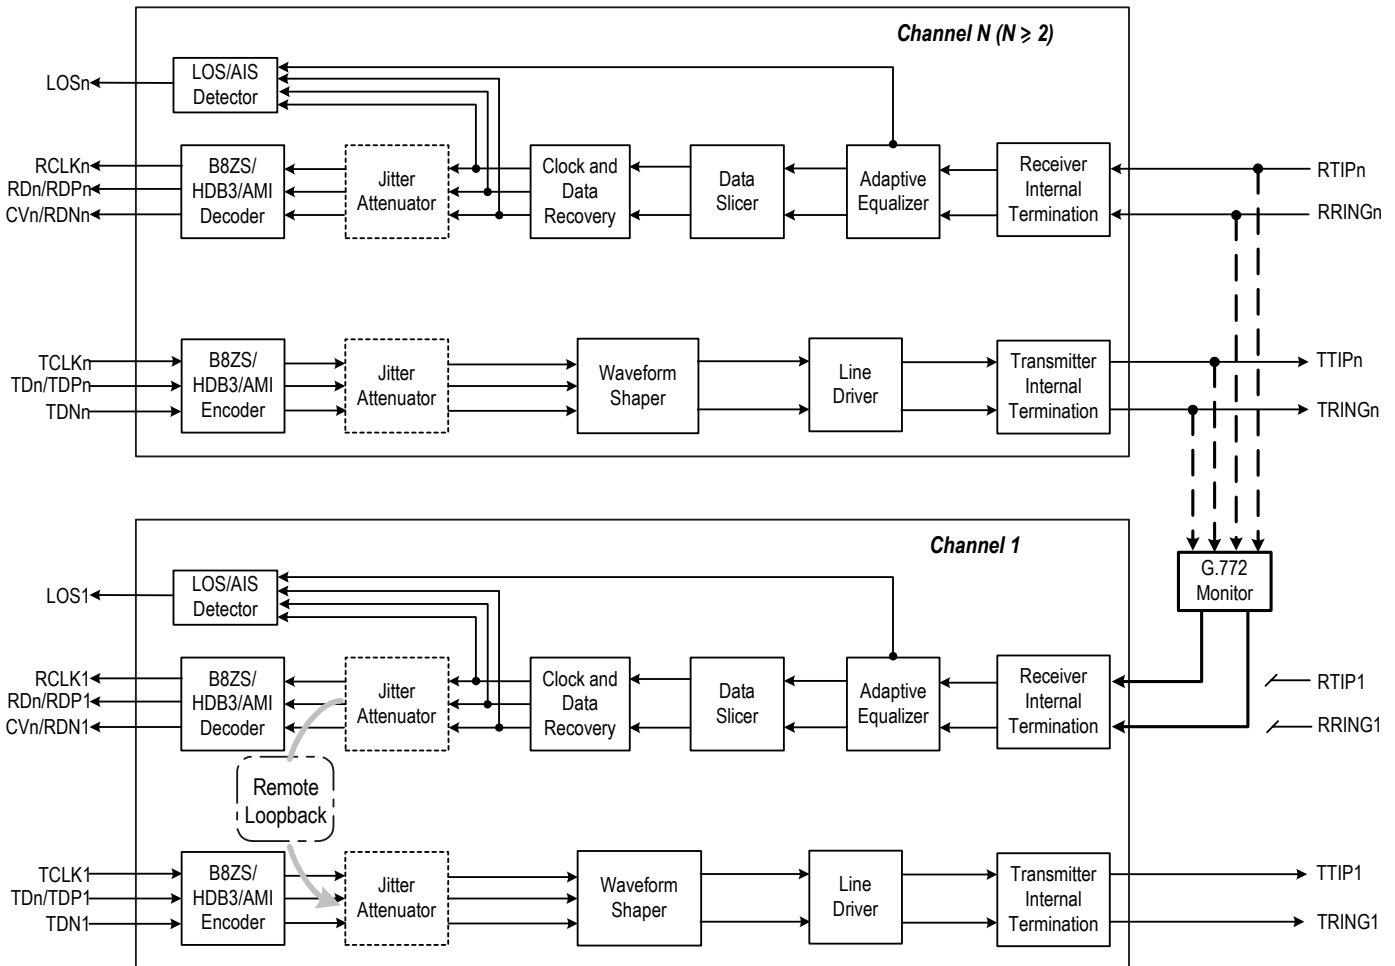 Channel N (N ⩾ 2)
LOSn
LOS/AIS
Detector
RCLKn
RDn/RDPn
CVn/RDNn
B8ZS/
HDB3/AMI
Decoder
Jitter
Attenuator
Clock and
Data
Recovery
Data
Slicer
Adaptive
Equalizer
Receiver
Internal
Termination
RTIPn
RRINGn
TCLKn
TDn/TDPn
TDNn
B8ZS/
HDB3/AMI
Encoder
Jitter
Attenuator
Waveform
Shaper
Line
Driver
Transmitter
Internal
Termination
TTIPn
TRINGn
Channel 1
G.772
Monitor
LOS1
LOS/AIS
Detector
RCLK1
RDn/RDP1
CVn/RDN1
B8ZS/
HDB3/AMI
Decoder
Jitter
Attenuator
Clock and
Data
Recovery
Data
Slicer
Adaptive
Equalizer
Receiver
Internal
Termination
RTIP1
RRING1
Remote
Loopback
TCLK1
TDn/TDP1
TDN1
B8ZS/
HDB3/AMI
Encoder
Jitter
Attenuator
Waveform
Shaper
Line
Driver
Transmitter
Internal
Termination
TTIP1
TRING1